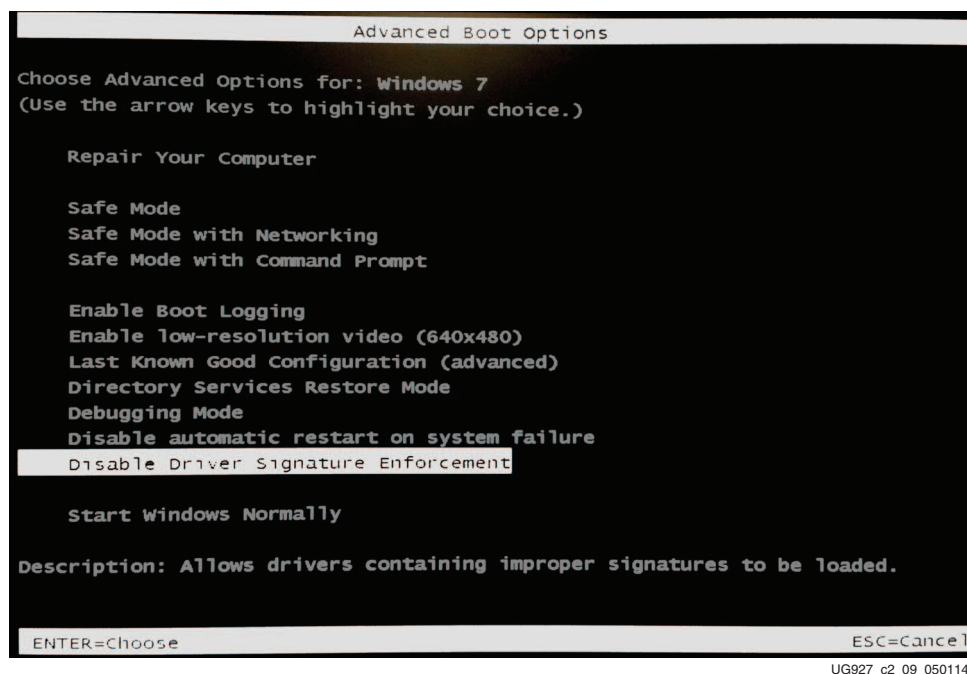 Advanced Boot Options
Choose Advanced Options for: Windows 7
(Use the arrow keys to highlight your choice.)
Repair Your Computer
Safe Mode
Safe Mode with Networking
Safe Mode with Command Prompt
Enable Boot Logging
Enable low-resolution video (640x480)
Last Known Good Configuration (advanced)
Directory Services Restore Mode
Debugging Mode
Disable automatic restart on system failure
Disable Driver Signature Enforcement
Start Windows Normally
Description: Allows drivers containing improper signatures to be loaded.
ENTER=Choose ESC=Cancel
UG927_c2_09_050114